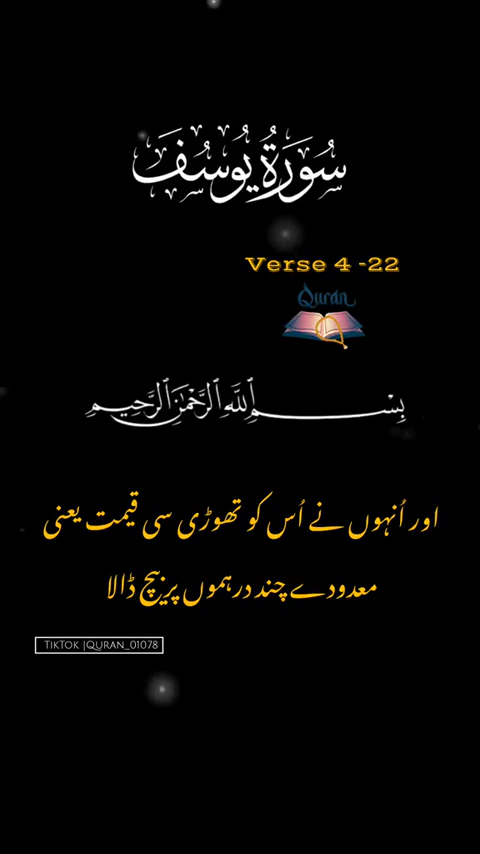 سُورَةُ يُوسُفَ
Verse 4 -22
Quran
بِسْمِ اللَّهِ الرَّحْمَٰنِ الرَّحِيمِ
اور اُنہوں نے اُس کو تھوڑی سی قیمت یعنی
معدودے چند درہموں پر بیچ ڈالا
TIKTOK |QURAN_01078